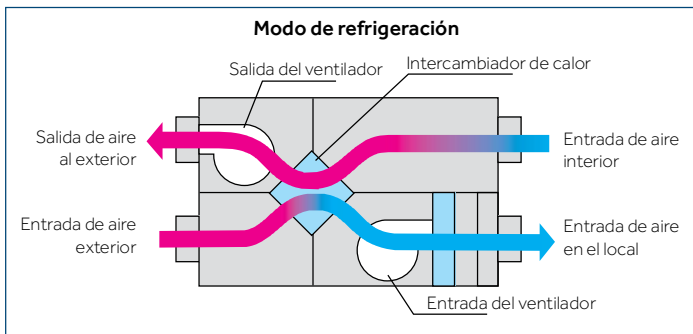 Modo de refrigeración
Intercambiador de calor
Salida del ventilador
Salida de aire
al exterior
Entrada de aire
interior
Entrada de aire
exterior
Entrada de aire
en el local
Entrada del ventilador